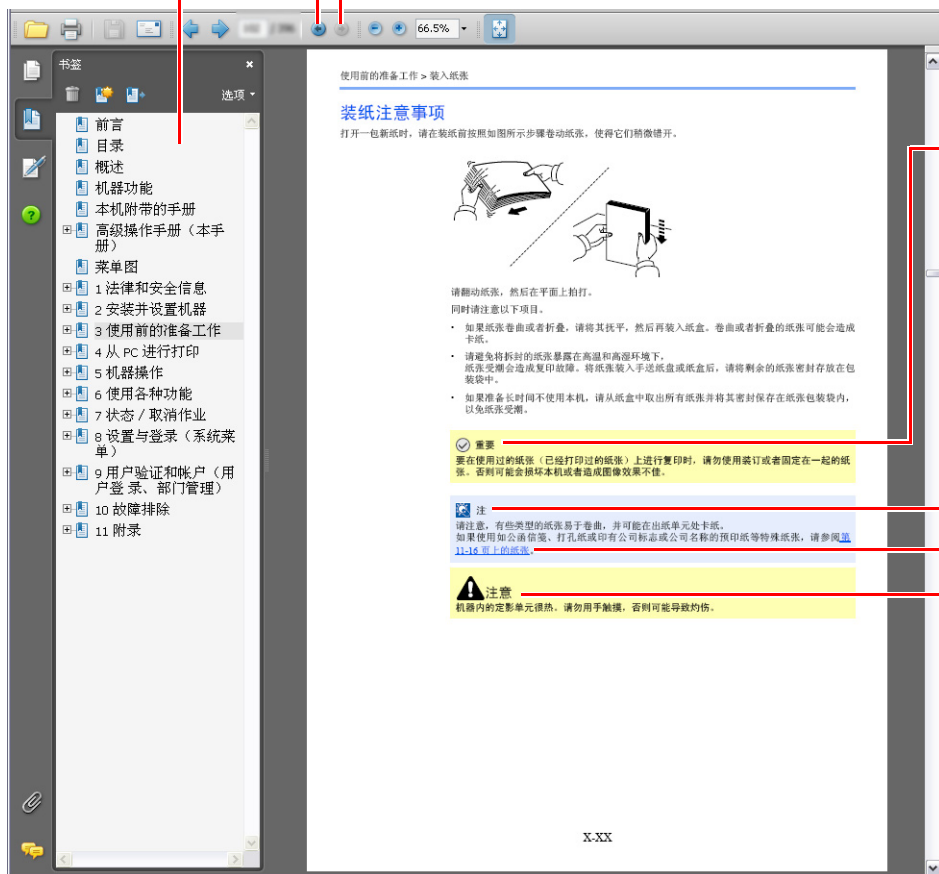 66.5%
书签
选项
前言
目录
概述
机器功能
本机附带的手册
高级操作手册（本手
册）
菜单图
1 法律和安全信息
2 安装并设置机器
3 使用前的准备工作
4 从 PC 进行打印
5 机器操作
6 使用各种功能
7 状态 / 取消作业
8 设置与登录（系统菜
单）
9 用户验证和帐户（用
户登 录、部门管理）
10 故障排除
11 附录
使用前的准备工作 > 装入纸张
装纸注意事项
打开一包新纸时，请在装纸前按照如图所示步骤卷动纸张，使得它们稍微错开。
请翻动纸张，然后在平面上拍打。
同时请注意以下项目。
• 如果纸张卷曲或者折叠，请将其抚平，然后再装入纸盒。卷曲或者折叠的纸张可能会造成
卡纸。
• 请避免将拆封的纸张暴露在高温和高湿环境下，
纸张受潮会造成复印故障。将纸张装入手送纸盘或纸盒后，请将剩余的纸张密封存放在包
装袋中。
• 如果准备长时间不使用本机，请从纸盒中取出所有纸张并将其密封保存在纸张包装袋内，
以免纸张受潮。
重要
要在使用过的纸张（已经打印过的纸张）上进行复印时，请勿使用装订或者固定在一起的纸
张，否则可能会损坏本机或者造成图像效果不佳。
注
请注意，有些类型的纸张易于卷曲，并可能在出纸单元处卡纸。
如果使用如公函信笺、打孔纸或印有公司标志或公司名称的预印纸等特殊纸张，请参阅第
11-16 页上的纸张。
注意
机器内的定影单元很热。请勿用手触摸，否则可能导致灼伤。
X-XX